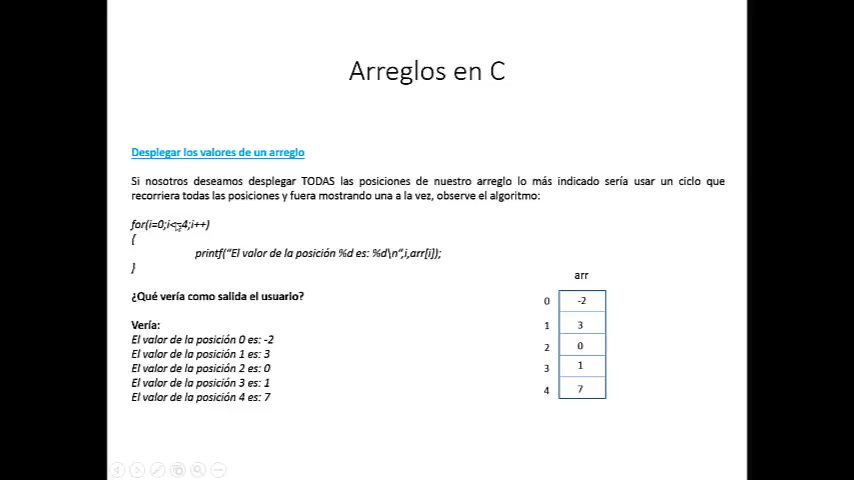 Arreglos en C
Desplegar los valores de un arreglo
Si nosotros deseamos desplegar TODAS las posiciones de nuestro arreglo lo más indicado sería usar un ciclo que
recorriera todas las posiciones y fuera mostrando una a la vez, observe el algoritmo:
for(i=0;i<=4;i++)
{
printf("El valor de la posición %d es: %d\n",i,arr[i]);
}
¿Qué vería como salida el usuario?
Vería:
El valor de la posición 0 es: -2
El valor de la posición 1 es: 3
El valor de la posición 2 es: 0
El valor de la posición 3 es: 1
El valor de la posición 4 es: 7
arr
0 -2
1 3
2 0
3 1
4 7